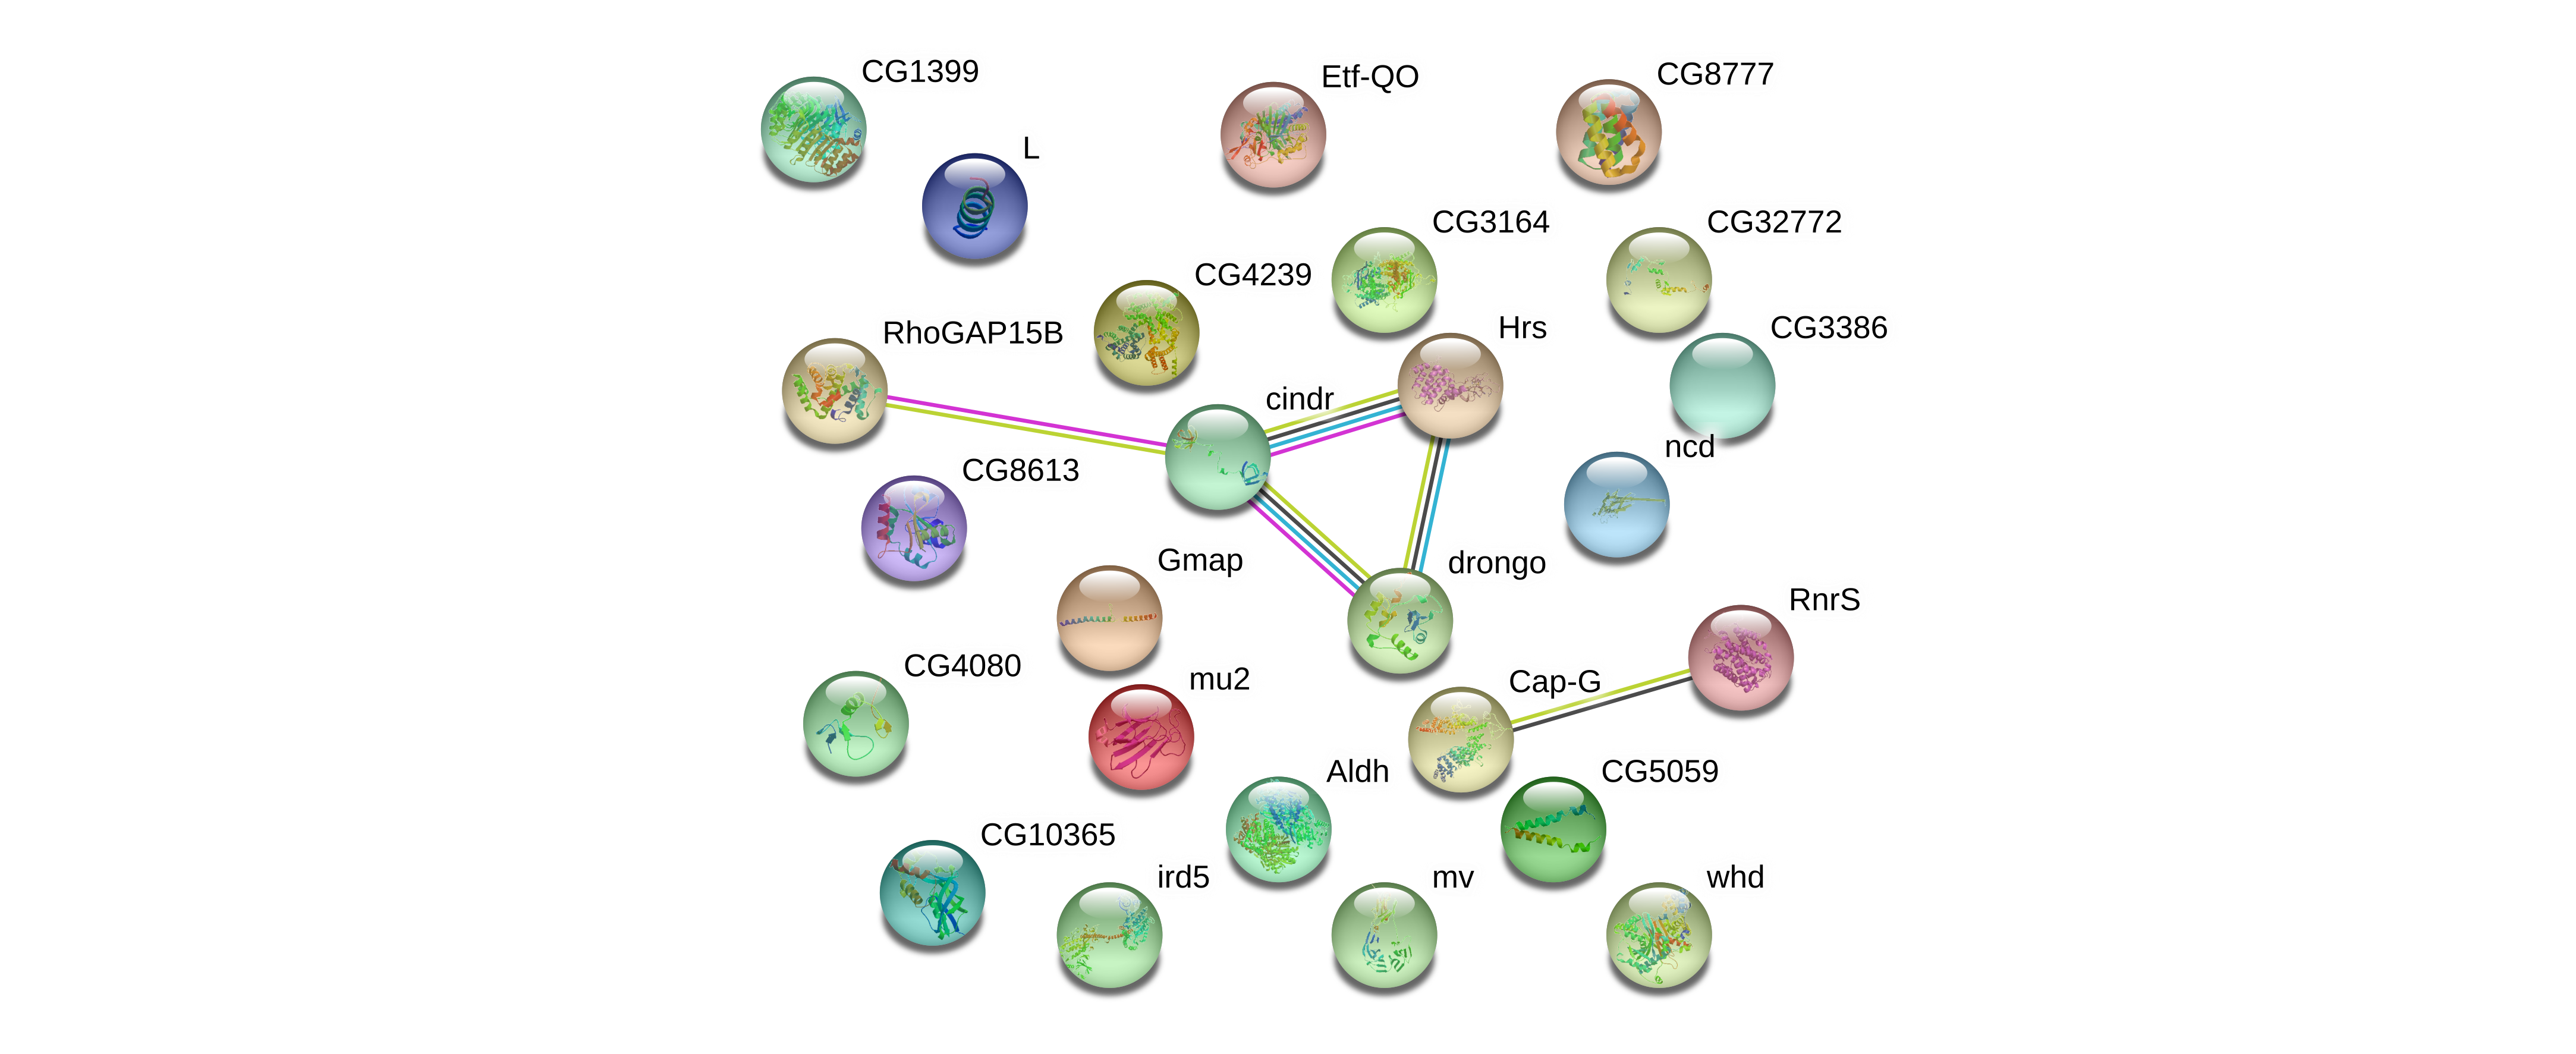 CG1399
Etf-QO
CG8777
L
CG3164
CG32772
CG4239
RhoGAP15B
Hrs
CG3386
cindr
ncd
CG8613
Gmap
drongo
RnrS
CG4080
mu2
Cap-G
Aldh
CG5059
CG10365
ird5
mv
whd